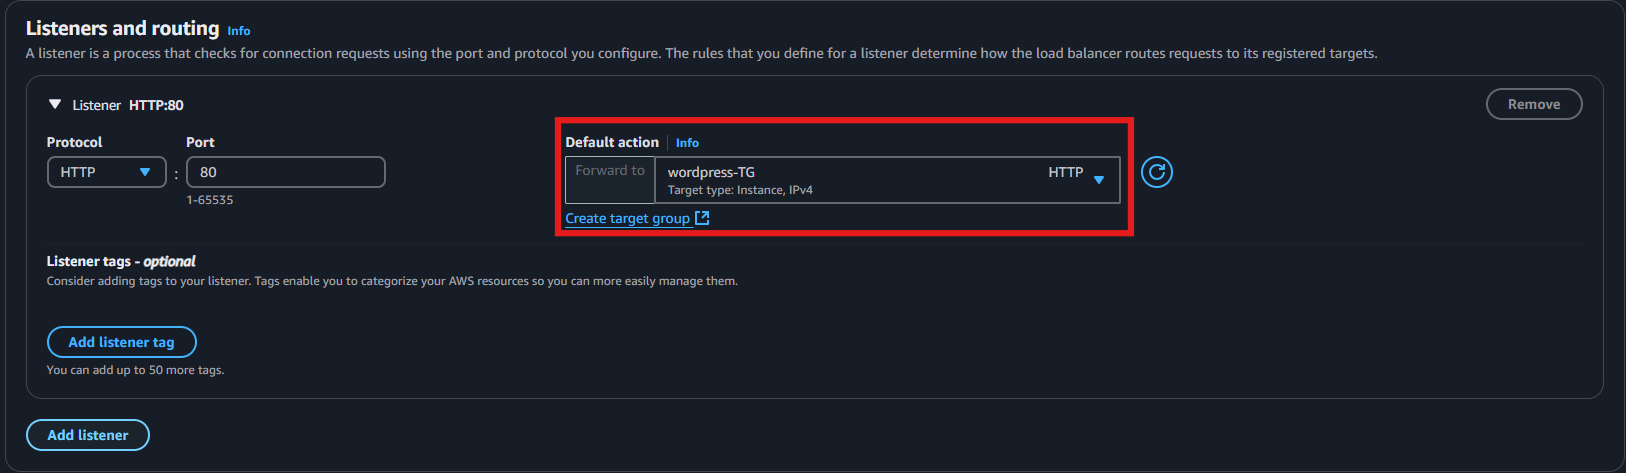 Listeners and routing Info
A listener is a process that checks for connection requests using the port and protocol you configure. The rules that you define for a listener determine how the load balancer routes requests to its registered targets.
Listener HTTP:80
Remove
Protocol
Port
Default action Info
HTTP
:
80
Forward to
wordpress-TG
HTTP
Target type: Instance, IPv4
1-65535
Create target group
Listener tags - optional
Consider adding tags to your listener. Tags enable you to categorize your AWS resources so you can more easily manage them.
Add listener tag
You can add up to 50 more tags.
Add listener